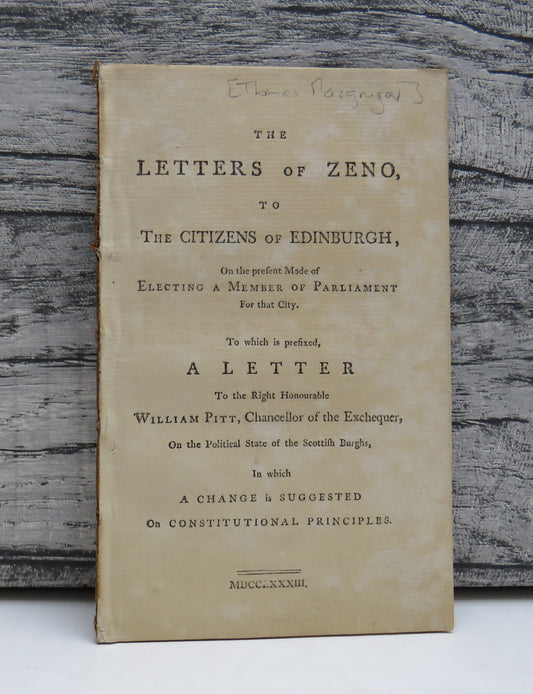 [Thomas Macgrugar]
THE
LETTERS OF ZENO,
TO
THE CITIZENS OF EDINBURGH,
On the preſent Mode of
ELECTING A MEMBER OF PARLIAMENT
For that City.
To which is prefixed,
A LETTER
To the Right Honourable
WILLIAM PITT, Chancellor of the Exchequer,
On the Political State of the Scottiſh Burghs,
In which
A CHANGE is SUGGESTED
On CONSTITUTIONAL PRINCIPLES.
MDCCLXXXIII.